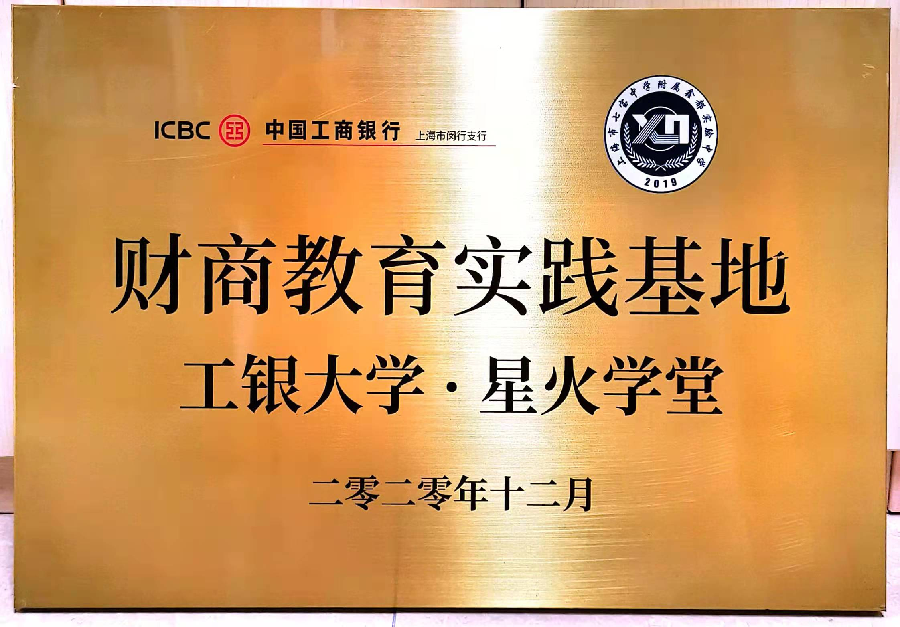 ICBC 中国工商银行 上海市闵行支行
上海市七宝中学附属鑫都实验中学
2019
财商教育实践基地
工银大学·星火学堂
二零二零年十二月